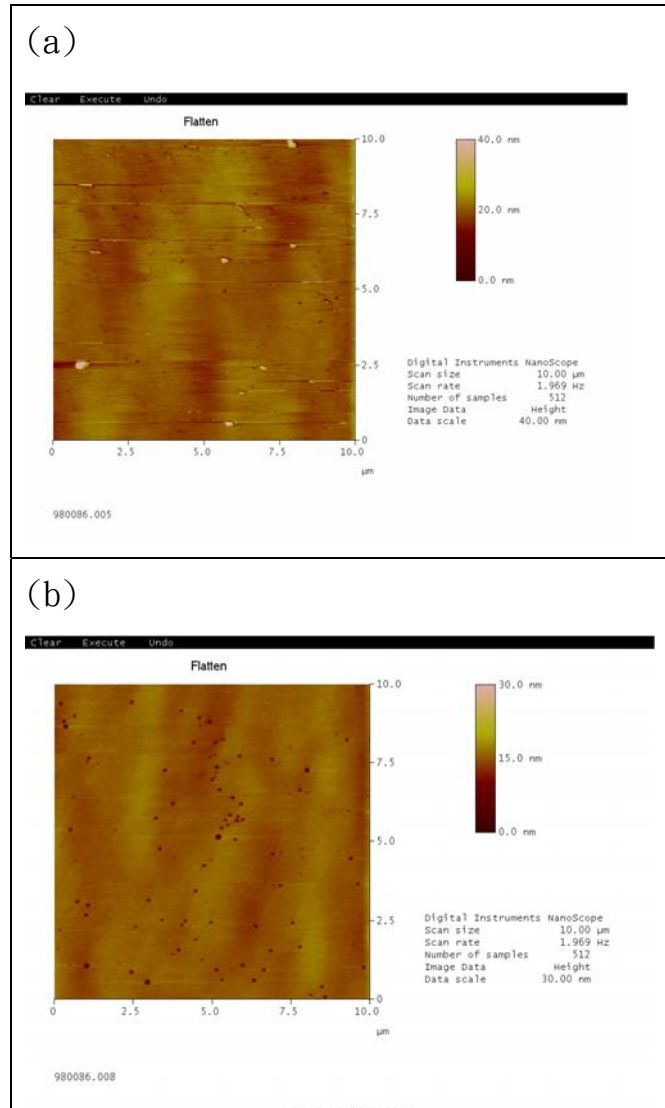 (a)
Clear Execute Undo
Flatten
10.0
7.5
5.0
2.5
0
0 2.5 5.0 7.5 10.0
μm
40.0 nm
20.0 nm
0.0 nm
Digital Instruments NanoScope
Scan size 10.00 μm
Scan rate 1.969 Hz
Number of samples 512
Image Data Height
Data scale 40.00 nm
980086.005
(b)
Clear Execute Undo
Flatten
10.0
7.5
5.0
2.5
0
0 2.5 5.0 7.5 10.0
μm
30.0 nm
15.0 nm
0.0 nm
Digital Instruments NanoScope
Scan size 10.00 μm
Scan rate 1.969 Hz
Number of samples 512
Image Data Height
Data scale 30.00 nm
980086.008